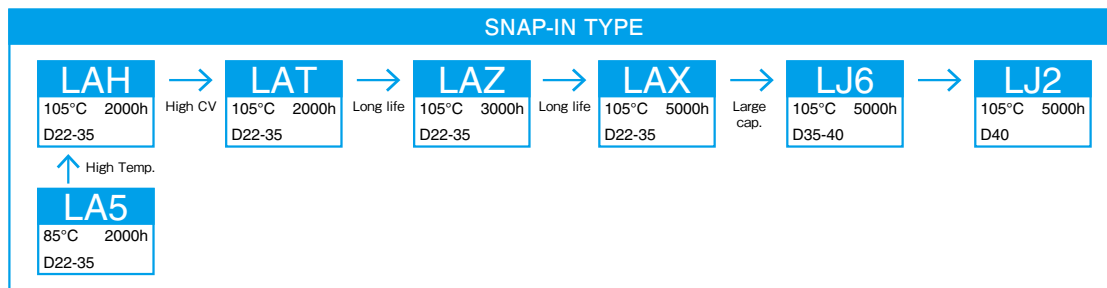 SNAP-IN TYPE
LAH
105°C 2000h
D22-35
High CV
LAT
105°C 2000h
D22-35
Long life
LAZ
105°C 3000h
D22-35
Long life
LAX
105°C 5000h
D22-35
Large
cap.
LJ6
105°C 5000h
D35-40
LJ2
105°C 5000h
D40
High Temp.
LA5
85°C 2000h
D22-35